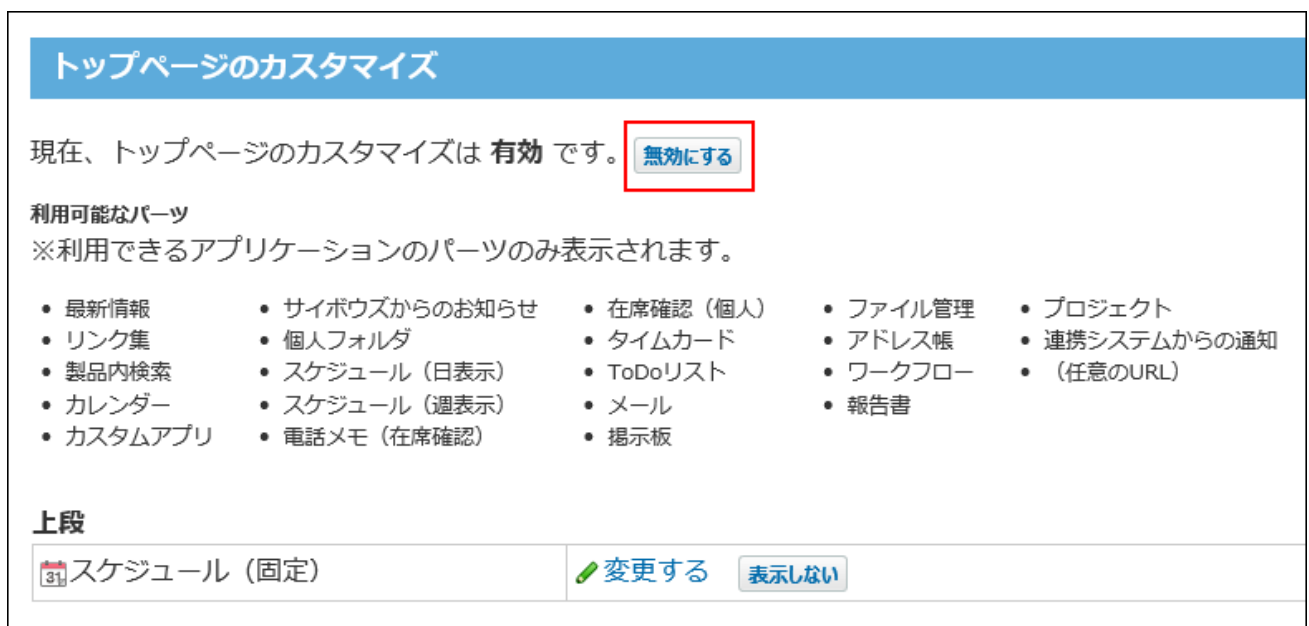 トップページのカスタマイズ
現在、トップページのカスタマイズは 有効 です。 無効にする
利用可能なパーツ
※利用できるアプリケーションのパーツのみ表示されます。
• 最新情報 • サイボウズからのお知らせ • 在席確認（個人） • ファイル管理 • プロジェクト
• リンク集 • 個人フォルダ • タイムカード • アドレス帳 • 連携システムからの通知
• 製品内検索 • スケジュール（日表示） • ToDoリスト • ワークフロー • （任意のURL）
• カレンダー • スケジュール（週表示） • メール • 報告書
• カスタムアプリ • 電話メモ（在席確認） • 掲示板
上段
31 スケジュール（固定） 変更する 表示しない